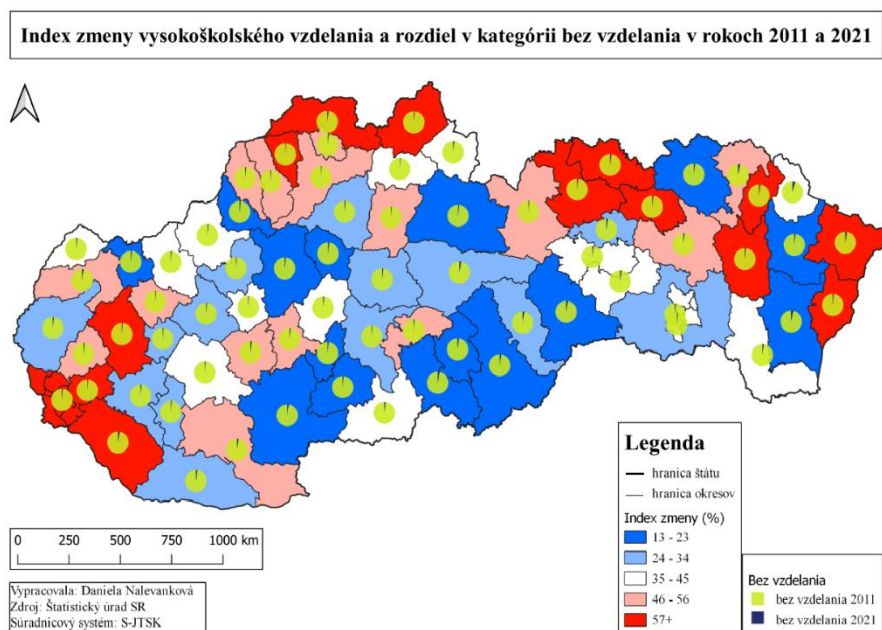 Index zmeny vysokoškolského vzdelania a rozdiel v kategórii bez vzdelania v rokoch 2011 a 2021
Legenda
hranica štátu
hranica okresov
Index zmeny (%)
13 - 23
24 - 34
35 - 45
46 - 56
57+
Bez vzdelania
bez vzdelania 2011
bez vzdelania 2021
0 250 500 750 1000 km
Vypracovala: Daniela Nalevanková
Zdroj: Štatistický úrad SR
Súradnicový systém: S-JTSK